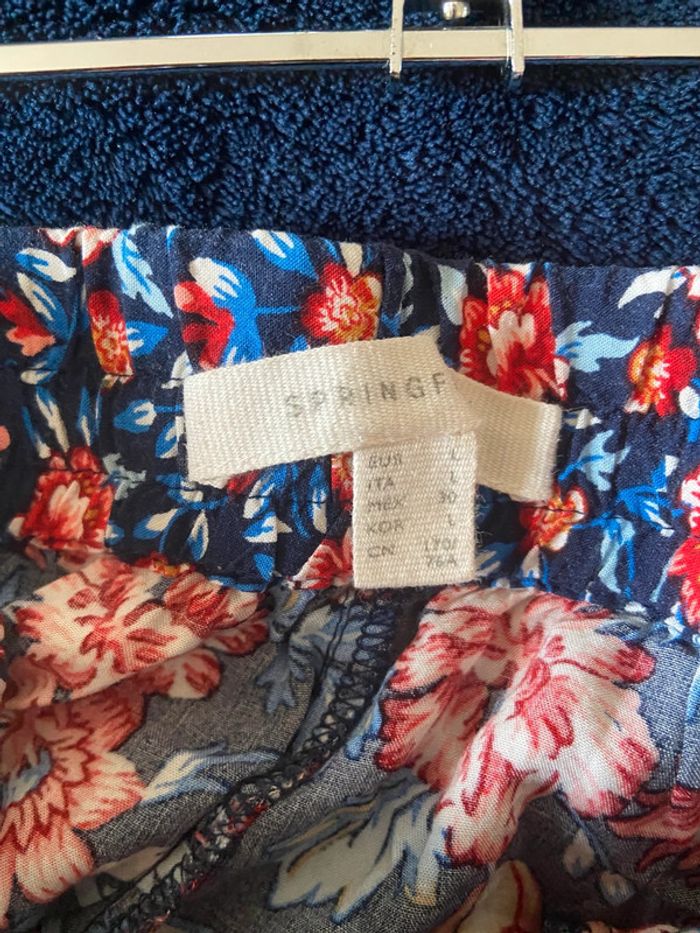 SPRINGF
EUR L
ITA L
MEX 30
KOR L
CN 170/
76A